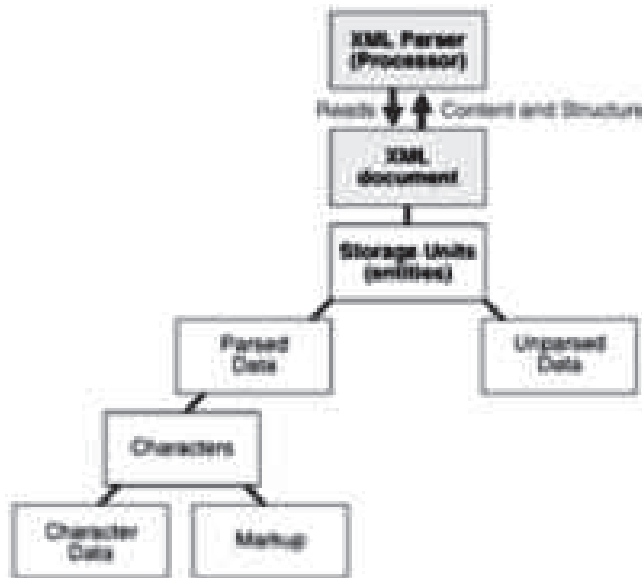 XML Parser
(Processor)
Reads
Content and Structure
XML
document
Storage Units
(entities)
Parsed
Data
Unparsed
Data
Characters
Character
Data
Markup